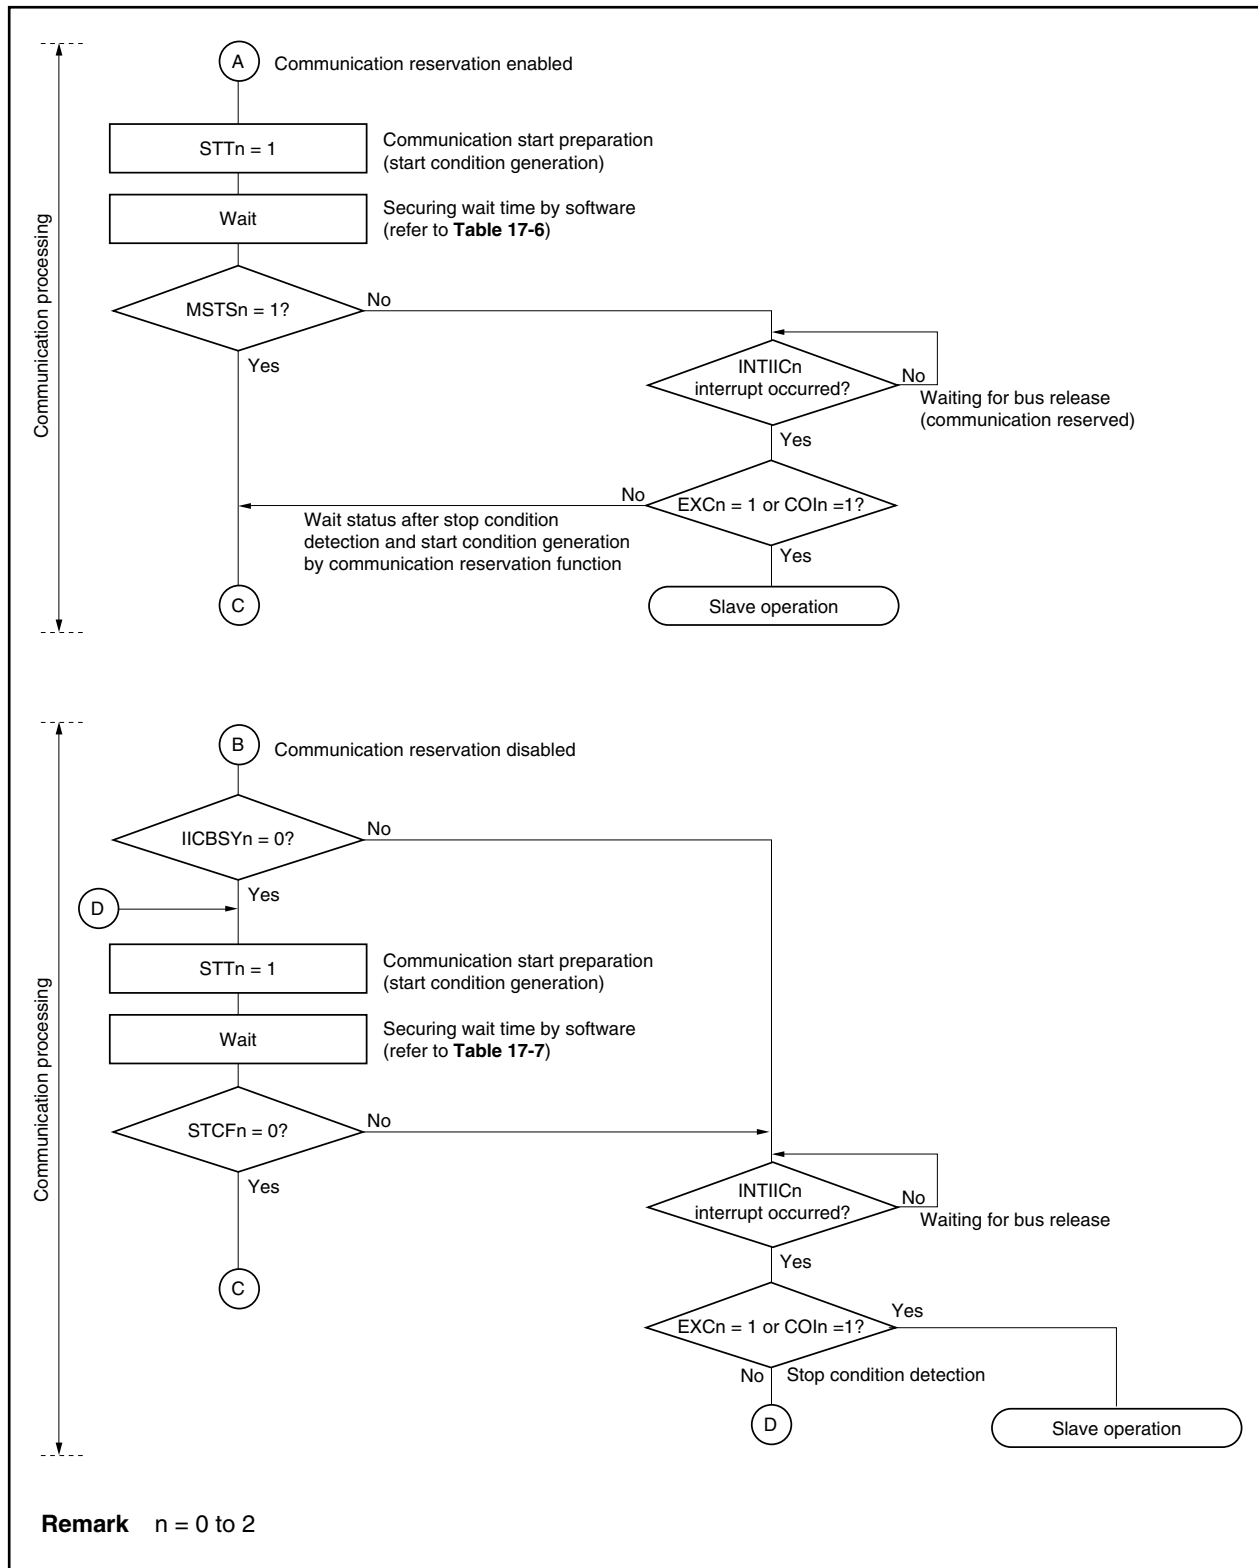 A
Communication reservation enabled
STTn = 1
Communication start preparation
(start condition generation)
Wait
Securing wait time by software
(refer to Table 17-6)
MSTSn = 1?
No
Yes
INTIICn
interrupt occurred?
No
Waiting for bus release
(communication reserved)
Yes
EXCn = 1 or COIn =1?
No
Wait status after stop condition
detection and start condition generation
by communication reservation function
Yes
C
Slave operation
Communication processing
B
Communication reservation disabled
IICBSYn = 0?
No
Yes
D
STTn = 1
Communication start preparation
(start condition generation)
Wait
Securing wait time by software
(refer to Table 17-7)
STCFn = 0?
No
Yes
INTIICn
interrupt occurred?
No
Waiting for bus release
Yes
C
EXCn = 1 or COIn =1?
Yes
No
Stop condition detection
D
Slave operation
Communication processing
Remark n = 0 to 2